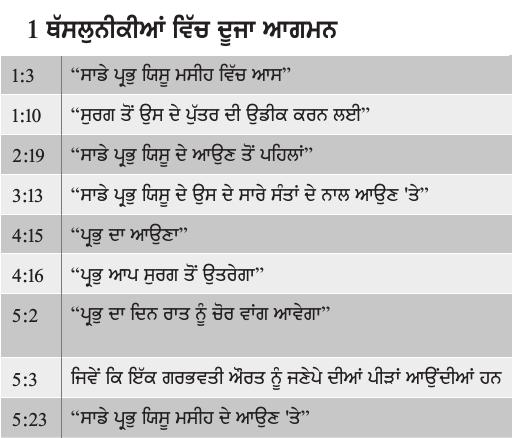 1 ਥੱਸਲੁਨੀਕੀਆਂ ਵਿੱਚ ਦੂਜਾ ਆਗਮਨ
1:3 “ਸਾਡੇ ਪ੍ਰਭੁ ਯਿਸੂ ਮਸੀਹ ਵਿੱਚ ਆਸ”
1:10 “ਸੁਰਗ ਤੋਂ ਉਸ ਦੇ ਪੁੱਤਰ ਦੀ ਉਡੀਕ ਕਰਨ ਲਈ”
2:19 “ਸਾਡੇ ਪ੍ਰਭੁ ਯਿਸੂ ਦੇ ਆਉਣ ਤੋਂ ਪਹਿਲਾਂ”
3:13 “ਸਾਡੇ ਪ੍ਰਭੁ ਯਿਸੂ ਦੇ ਉਸ ਦੇ ਸਾਰੇ ਸੰਤਾਂ ਦੇ ਨਾਲ ਆਉਣ 'ਤੇ”
4:15 “ਪ੍ਰਭੁ ਦਾ ਆਉਣਾ”
4:16 “ਪ੍ਰਭੁ ਆਪ ਸੁਰਗ ਤੋਂ ਉਤਰੇਗਾ”
5:2 “ਪ੍ਰਭੁ ਦਾ ਦਿਨ ਰਾਤ ਨੂੰ ਚੋਰ ਵਾਂਗ ਆਵੇਗਾ”
5:3 ਜਿਵੇਂ ਕਿ ਇੱਕ ਗਰਭਵਤੀ ਔਰਤ ਨੂੰ ਜਣੇਪੇ ਦੀਆਂ ਪੀੜਾਂ ਆਉਂਦੀਆਂ ਹਨ
5:23 “ਸਾਡੇ ਪ੍ਰਭੁ ਯਿਸੂ ਮਸੀਹ ਦੇ ਆਉਣ 'ਤੇ”